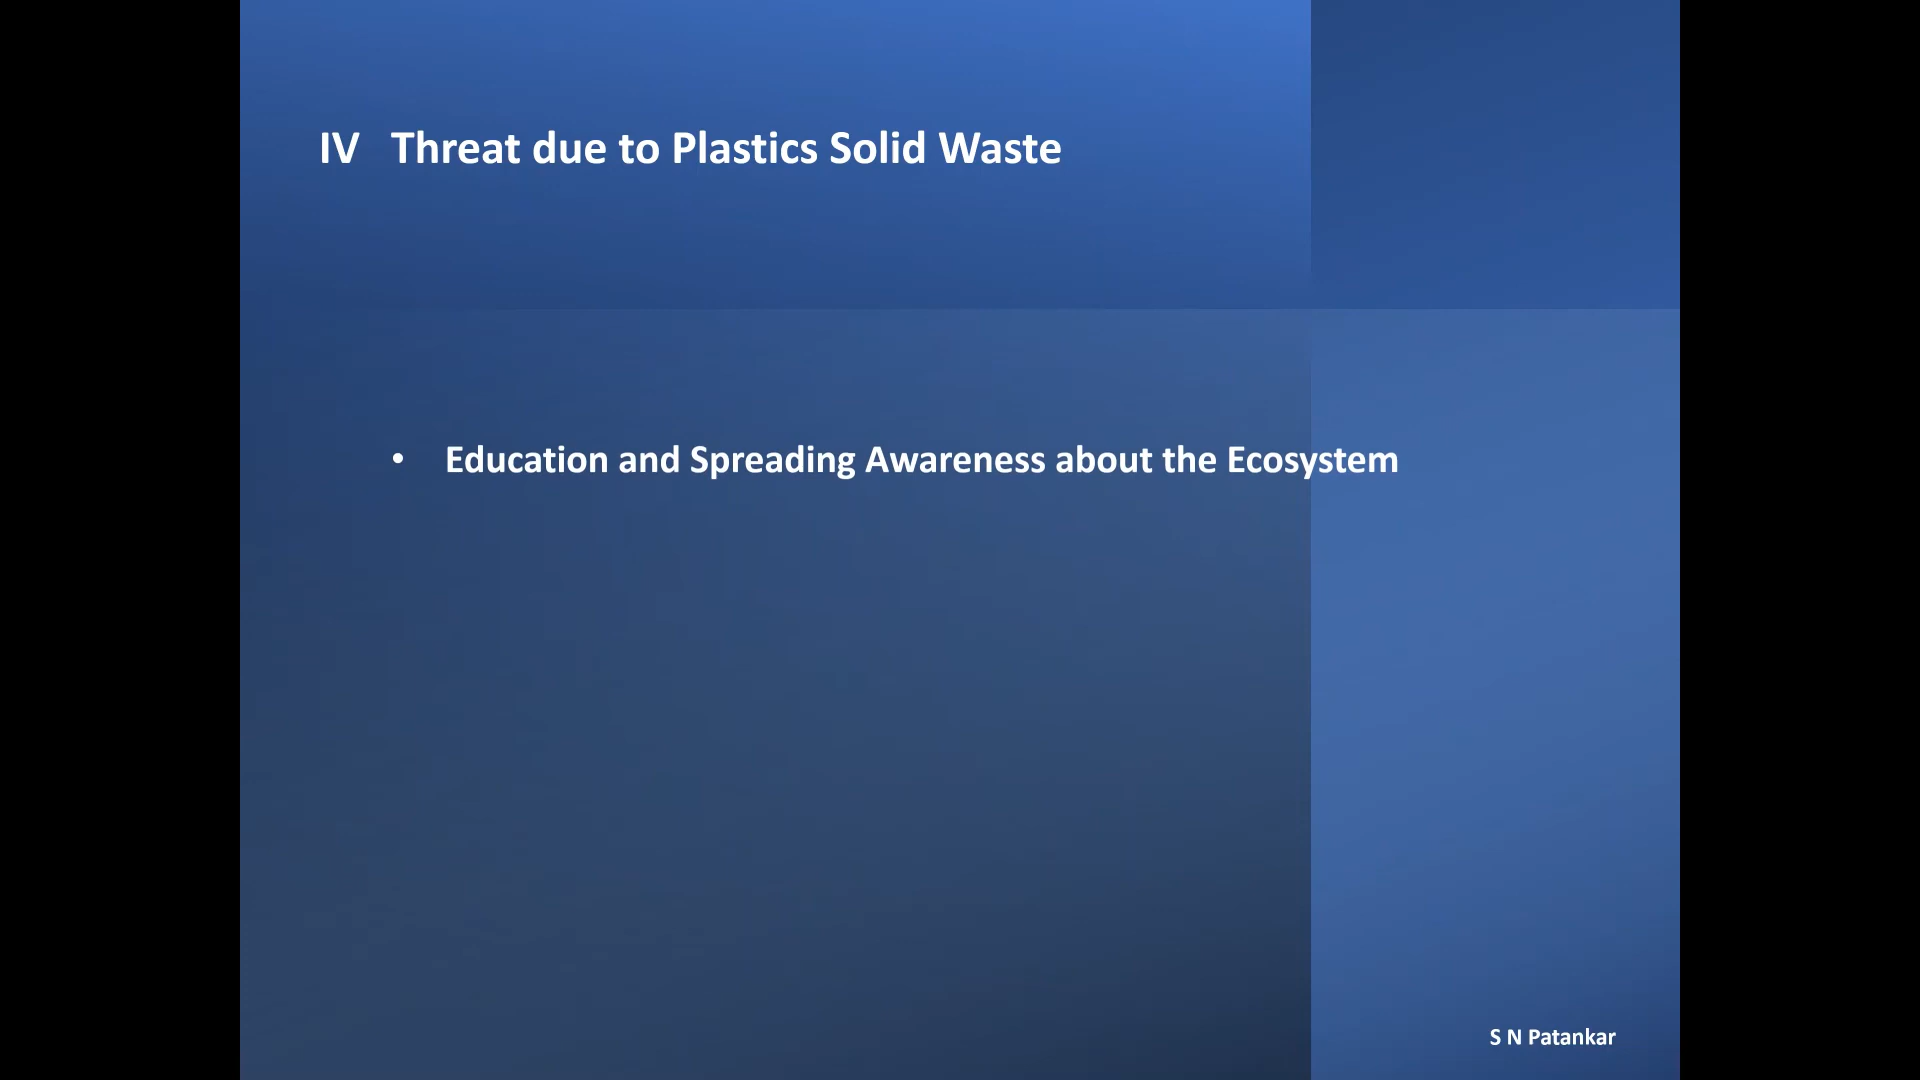 IV Threat due to Plastics Solid Waste
• Education and Spreading Awareness about the Ecosystem
S N Patankar